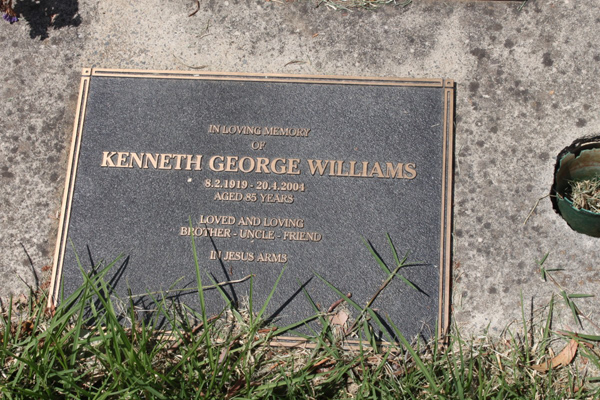 IN LOVING MEMORY
OF
KENNETH GEORGE WILLIAMS
8.2.1919 - 20.4.2004
AGED 85 YEARS
LOVED AND LOVING
BROTHER - UNCLE - FRIEND
IN JESUS ARMS